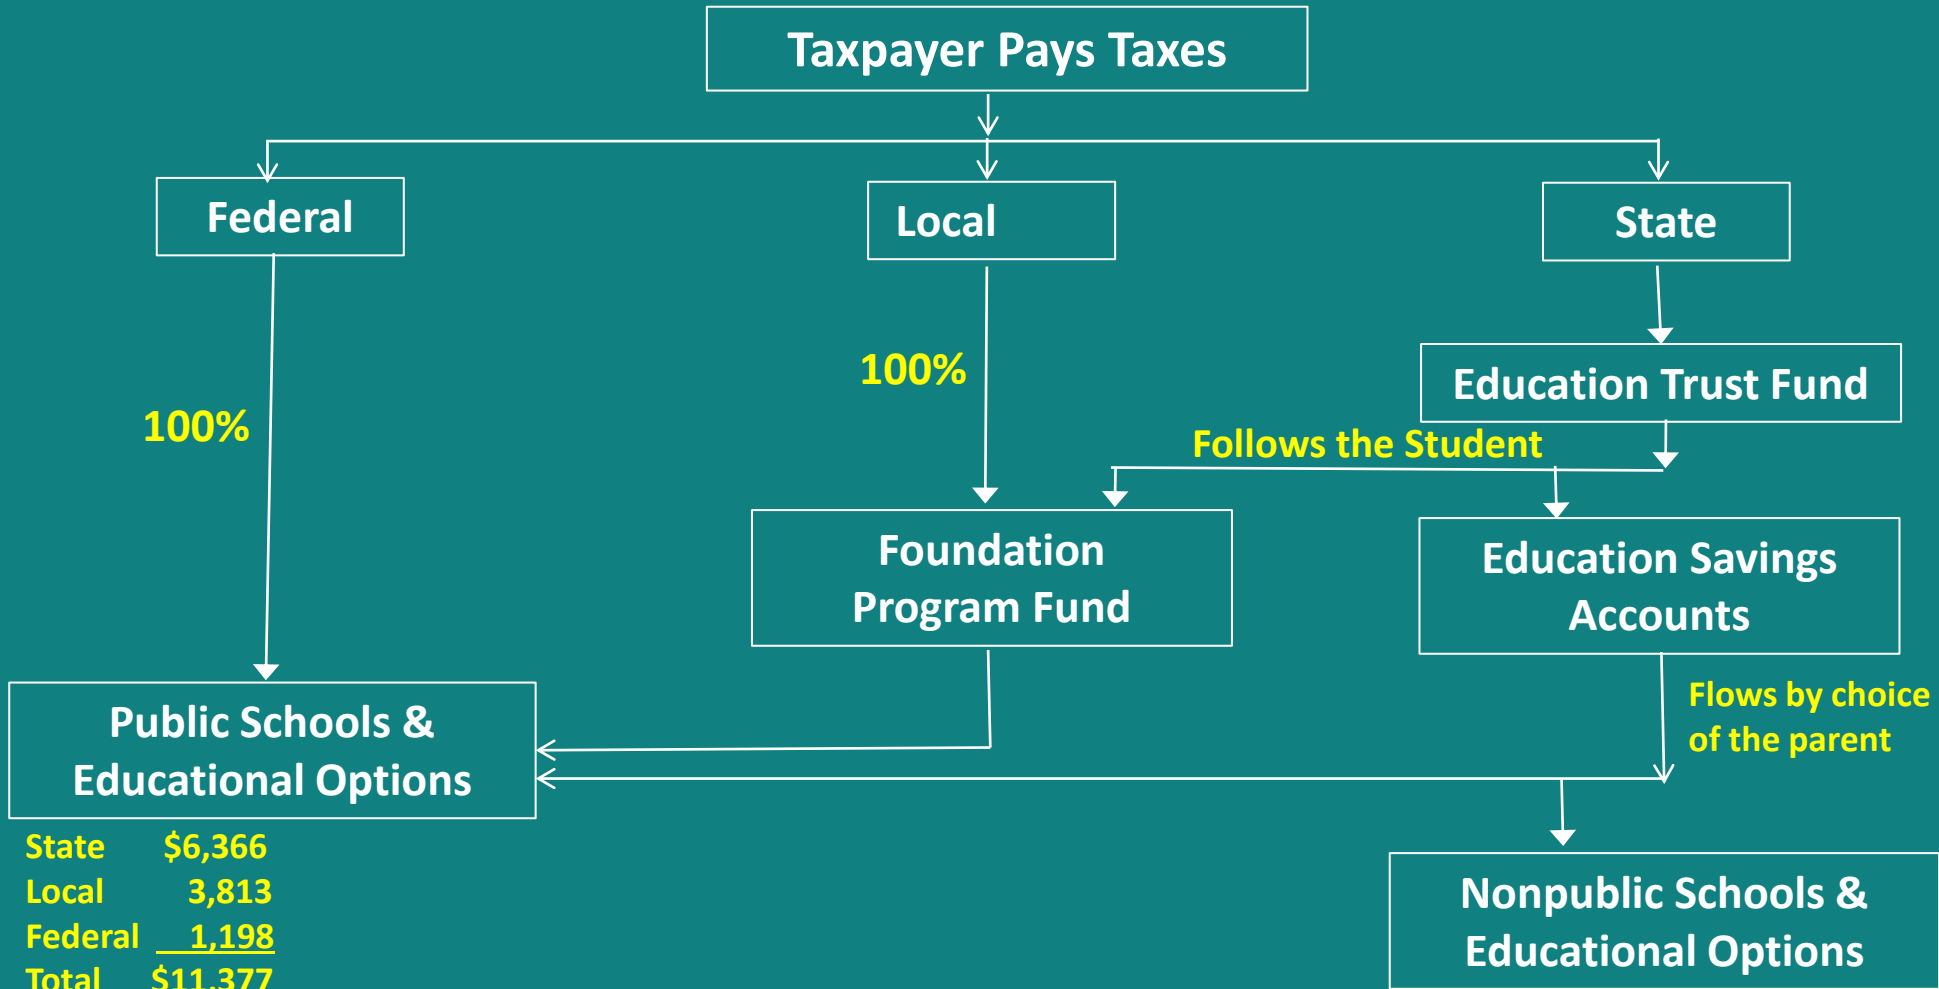 Taxpayer Pays Taxes
Federal
Local
State
100%
100%
Education Trust Fund
Follows the Student
Foundation
Program Fund
Education Savings
Accounts
Public Schools &
Educational Options
Flows by choice
of the parent
State $6,366
Local 3,813
Federal 1,198
Total $11,377
Nonpublic Schools &
Educational Options